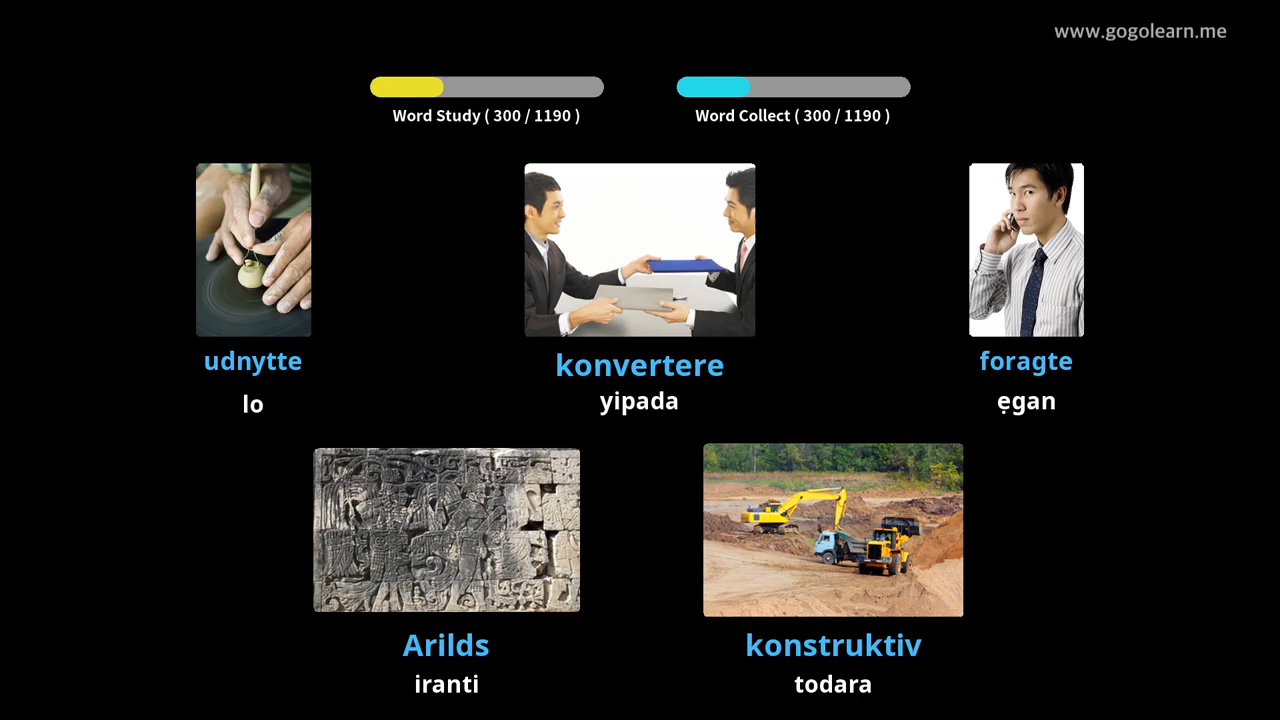 www.gogolearn.me
Word Study ( 300 / 1190 )
Word Collect ( 300 / 1190 )
udnytte
lo
konvertere
yipada
foragte
ẹgan
Arilds
iranti
konstruktiv
todara